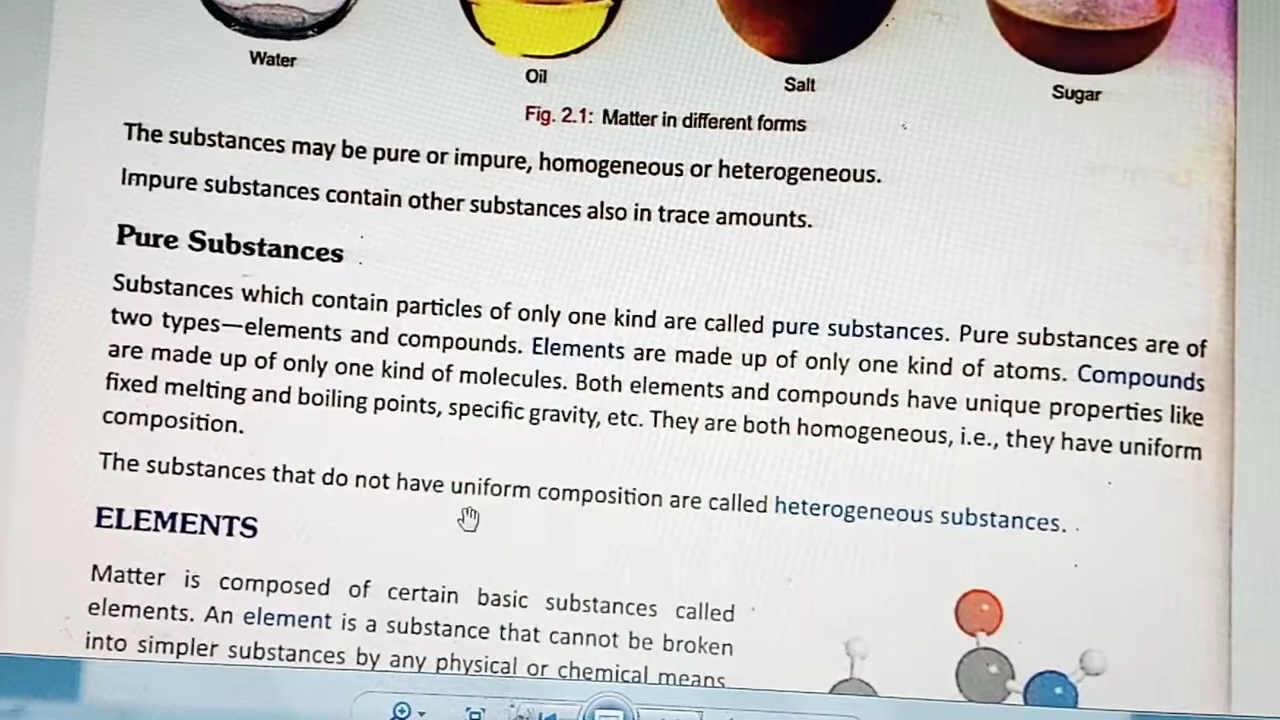 Water
Oil
Salt
Sugar
Fig. 2.1: Matter in different forms
The substances may be pure or impure, homogeneous or heterogeneous.
Impure substances contain other substances also in trace amounts.
Pure Substances
Substances which contain particles of only one kind are called pure substances. Pure substances are of
two types—elements and compounds. Elements are made up of only one kind of atoms. Compounds
are made up of only one kind of molecules. Both elements and compounds have unique properties like
fixed melting and boiling points, specific gravity, etc. They are both homogeneous, i.e., they have uniform
composition.
The substances that do not have uniform composition are called heterogeneous substances.
ELEMENTS
Matter is composed of certain basic substances called
elements. An element is a substance that cannot be broken
into simpler substances by any physical or chemical means